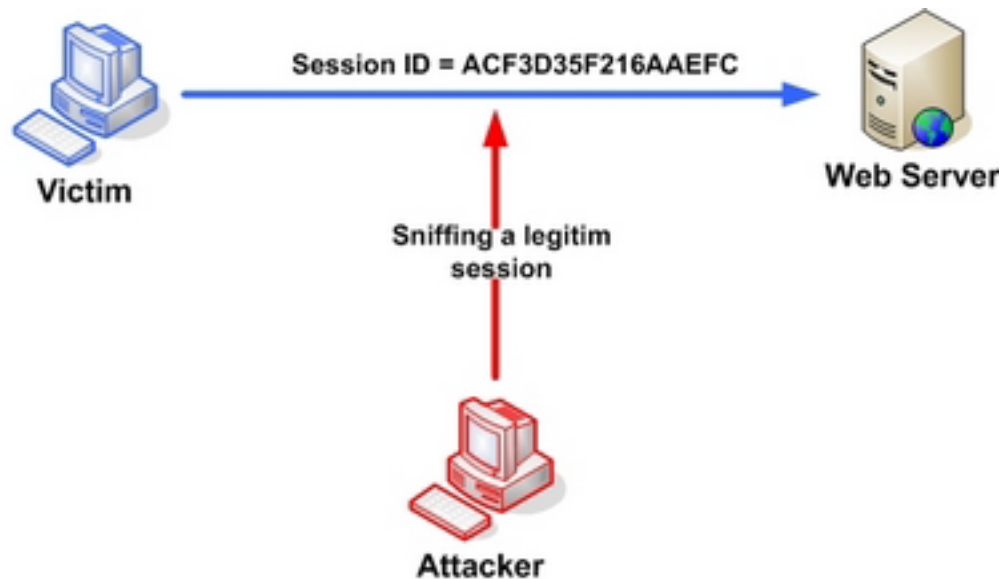 Session ID = ACF3D35F216AAEFC
Victim
Web Server
Sniffing a legitim
session
Attacker